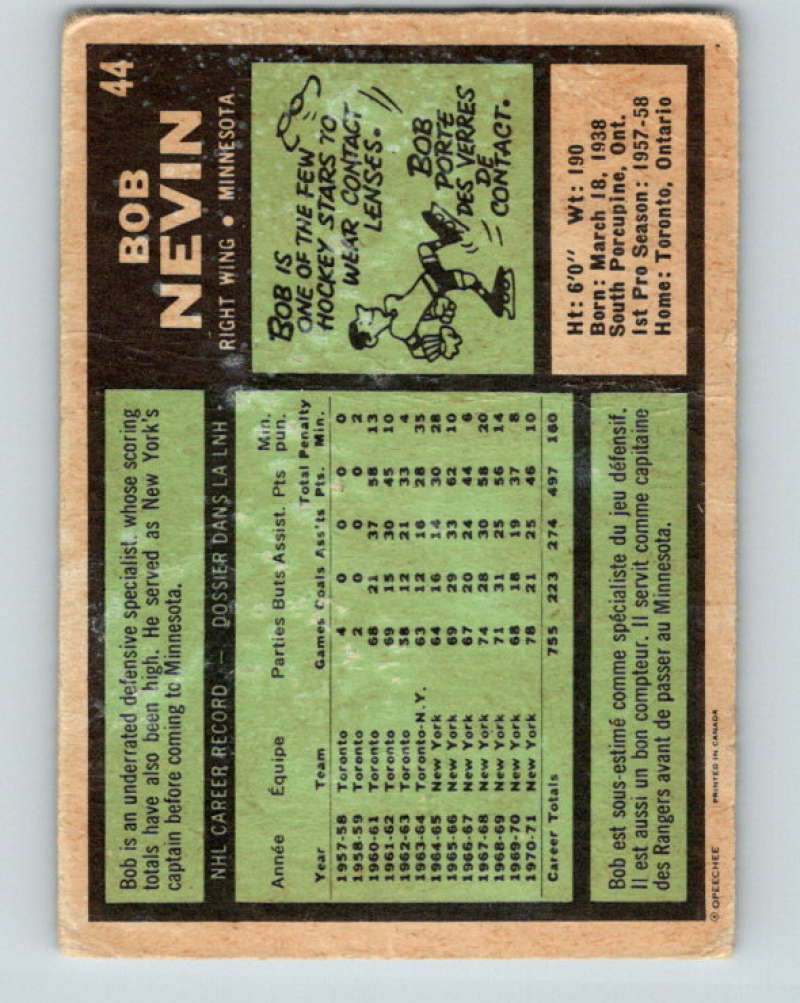 44
BOB
NEVIN
RIGHT WING • MINNESOTA
Bob is an underrated defensive specialist whose scoring
totals have also been high. He served as New York's
captain before coming to Minnesota.
BOB IS
ONE OF THE FEW
HOCKEY STARS TO
WEAR CONTACT
LENSES.
BOB
PORTE
DES VERRES
DE
CONTACT.
Ht: 6'0" Wt: 190
Born: March 18, 1938
South Porcupine, Ont.
1st Pro Season: 1957-58
Home: Toronto, Ontario
NHL CAREER RECORD — DOSSIER DANS LA LNH
Année Équipe Parties Buts Assist. Pts Min. pun.
Year Team Games Goals Ass'ts Total Pts. Penalty Min.
1957-58 Toronto 4 0 0 0 0
1958-59 Toronto 2 0 0 0 2
1960-61 Toronto 68 21 37 58 13
1961-62 Toronto 69 15 30 45 10
1962-63 Toronto 58 12 21 33 4
1963-64 Toronto-N.Y. 63 12 16 28 35
1964-65 New York 64 16 14 30 28
1965-66 New York 69 29 33 62 10
1966-67 New York 67 20 24 44 6
1967-68 New York 74 28 30 58 20
1968-69 New York 71 31 25 56 14
1969-70 New York 68 18 19 37 8
1970-71 New York 78 21 25 46 10
Career Totals 755 223 274 497 160
Bob est sous-estimé comme spécialiste du jeu défensif.
Il est aussi un bon compteur. Il servit comme capitaine
des Rangers avant de passer au Minnesota.
© OPEECHEE PRINTED IN CANADA